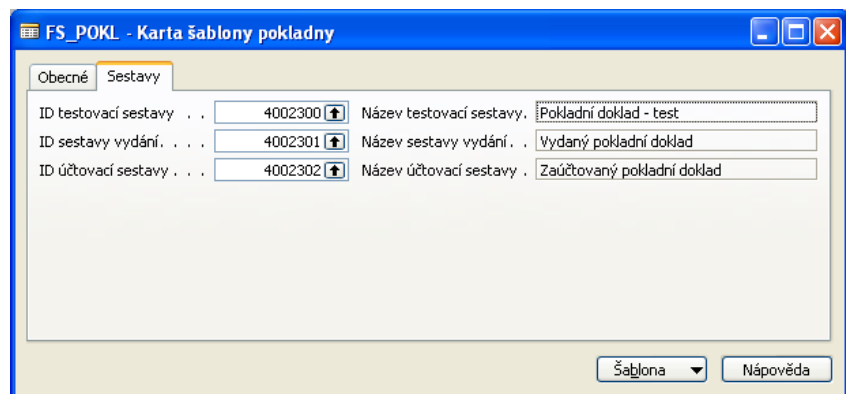 FS_POKL - Karta šablony pokladny
Obecné Sestavy
ID testovací sestavy . . 4002300 Název testovací sestavy. Pokladní doklad - test
ID sestavy vydání. . . . 4002301 Název sestavy vydání. . Vydaný pokladní doklad
ID účtovací sestavy . . . 4002302 Název účtovací sestavy . Zaúčtovaný pokladní doklad
Šablona Nápověda